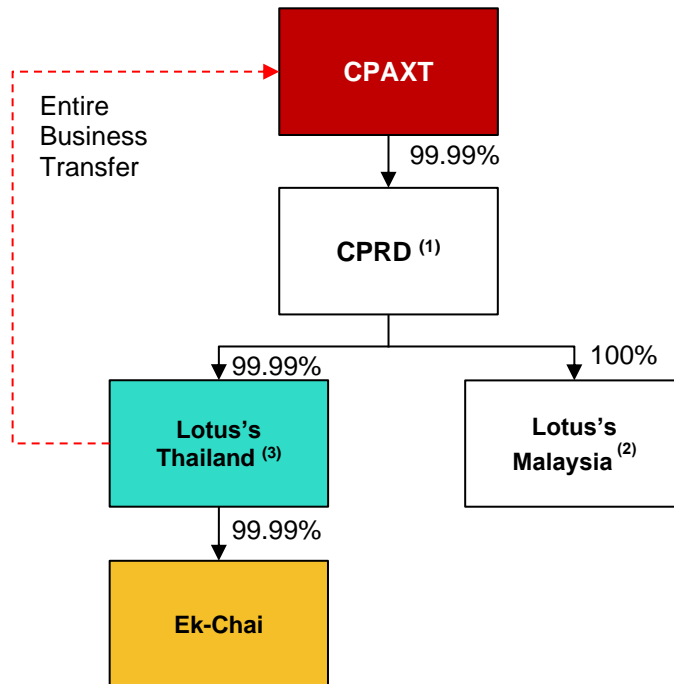 CPAXT
Entire
Business
Transfer
99.99%
CPRD (1)
99.99%
100%
Lotus's
Thailand (3)
Lotus's
Malaysia (2)
99.99%
Ek-Chai